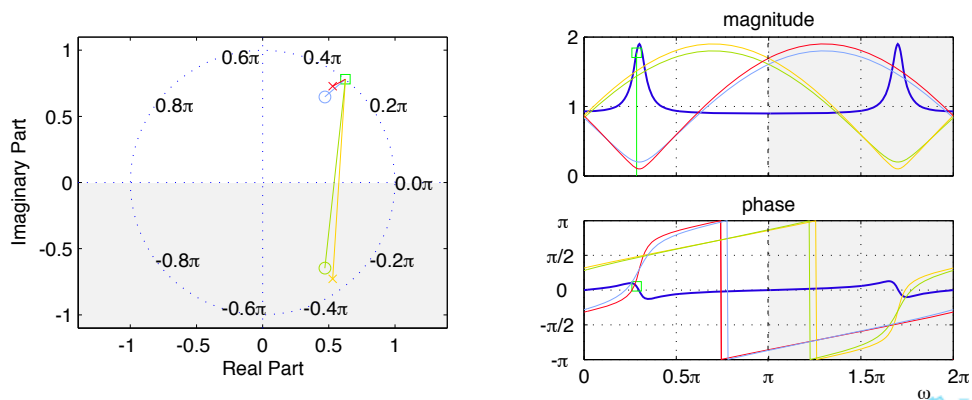 1
0.5
0
-0.5
-1
-1 -0.5 0 0.5 1
Real Part
Imaginary Part
0.6π 0.4π
0.8π 0.2π
0.0π
-0.8π -0.2π
-0.6π -0.4π
magnitude
2
1
0
phase
π
π/2
0
-π/2
-π
0 0.5π π 1.5π 2π
ω